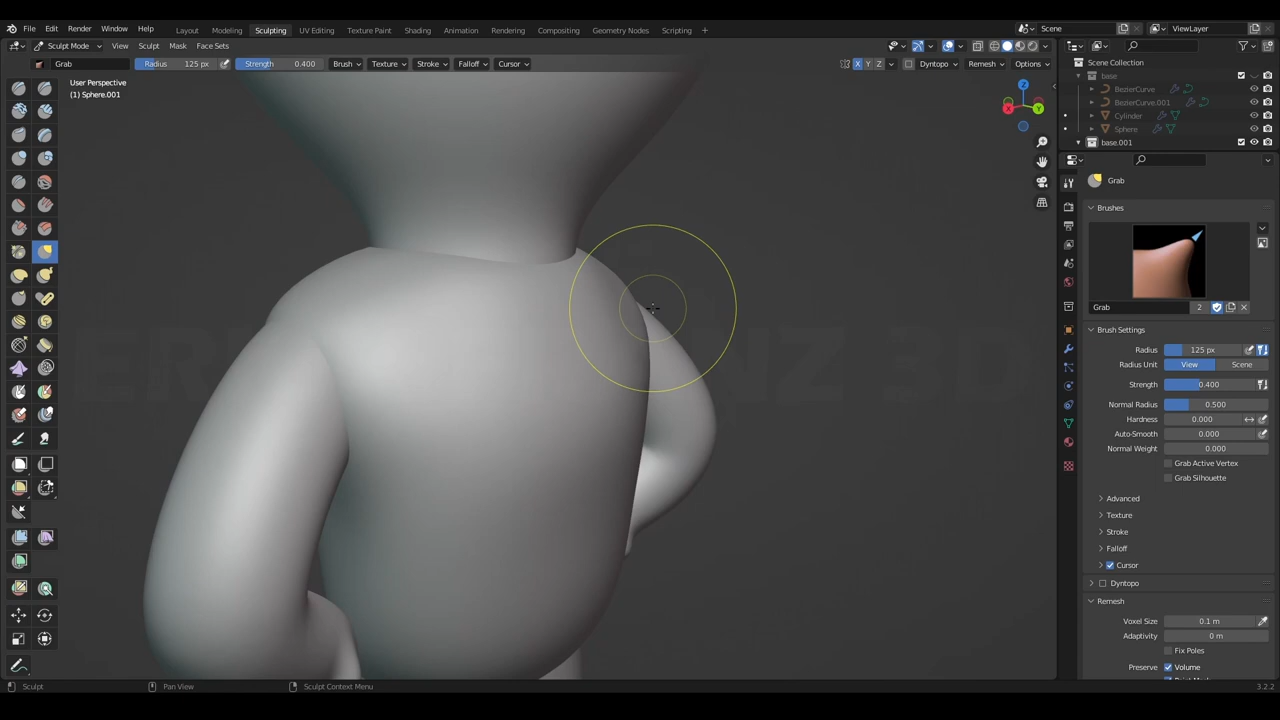 File Edit Render Window Help
Layout Modeling Sculpting UV Editing Texture Paint Shading Animation Rendering Compositing Geometry Nodes Scripting +
Scene
ViewLayer
Sculpt Mode View Sculpt Mask Face Sets
Grab Radius 125 px Strength 0.400 Brush Texture Stroke Falloff Cursor
X Y Z Dyntopo Remesh Options
User Perspective
(1) Sphere.001
Z
X
Y
Scene Collection
base
BezierCurve
BezierCurve.001
Cylinder
Sphere
base.001
Grab
Brushes
Grab 2
Brush Settings
Radius 125 px
Radius Unit View Scene
Strength 0.400
Normal Radius 0.500
Hardness 0.000
Auto-Smooth 0.000
Normal Weight 0.000
Grab Active Vertex
Grab Silhouette
Advanced
Texture
Stroke
Falloff
Cursor
Dyntopo
Remesh
Voxel Size 0.1 m
Adaptivity 0 m
Fix Poles
Preserve Volume
Sculpt Pan View Sculpt Context Menu 3.2.2